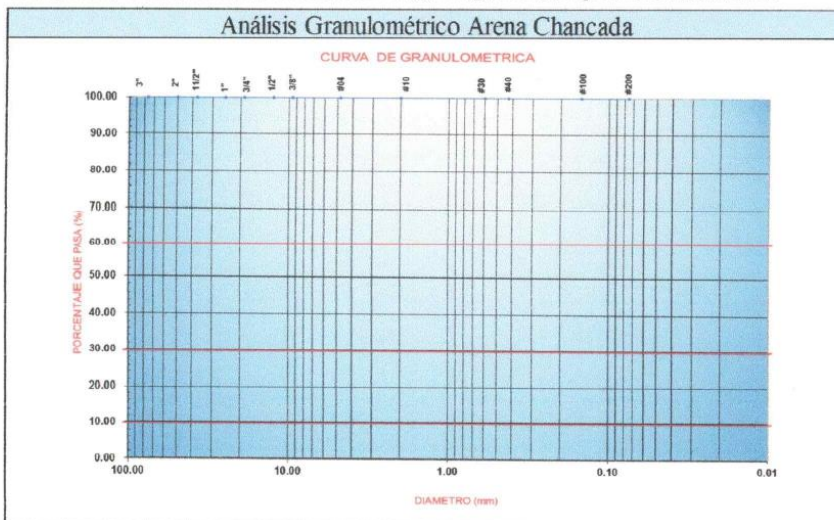 Análisis Granulométrico Arena Chancada
CURVA DE GRANULOMETRICA
3" 2" 11/2" 1" 3/4" 1/2" 3/8" #04 #10 #30 #40 #100 #200
100.00
90.00
80.00
70.00
60.00
50.00
40.00
30.00
20.00
10.00
0.00
PORCENTAJE QUE PASA (%)
100.00 10.00 1.00 0.10 0.01
DIAMETRO (mm)